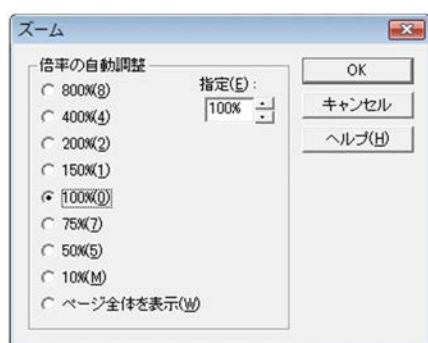 ズーム
倍率の自動調整
800%(8)
400%(4)
200%(2)
150%(1)
100%(0)
75%(7)
50%(5)
10%(M)
ページ全体を表示(W)
指定(E):
100%
OK
キャンセル
ヘルプ(H)